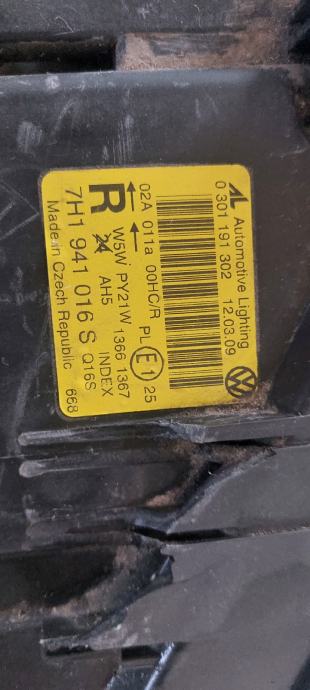 AL Automotive Lighting
0 301 191 302 12.03.09
02A 011a 00HC/R PL E1 25
R W5W PY21W 1366 1367
24 AH5 INDEX
7H1 941 016 S Q16S
Made in Czech Republic 668